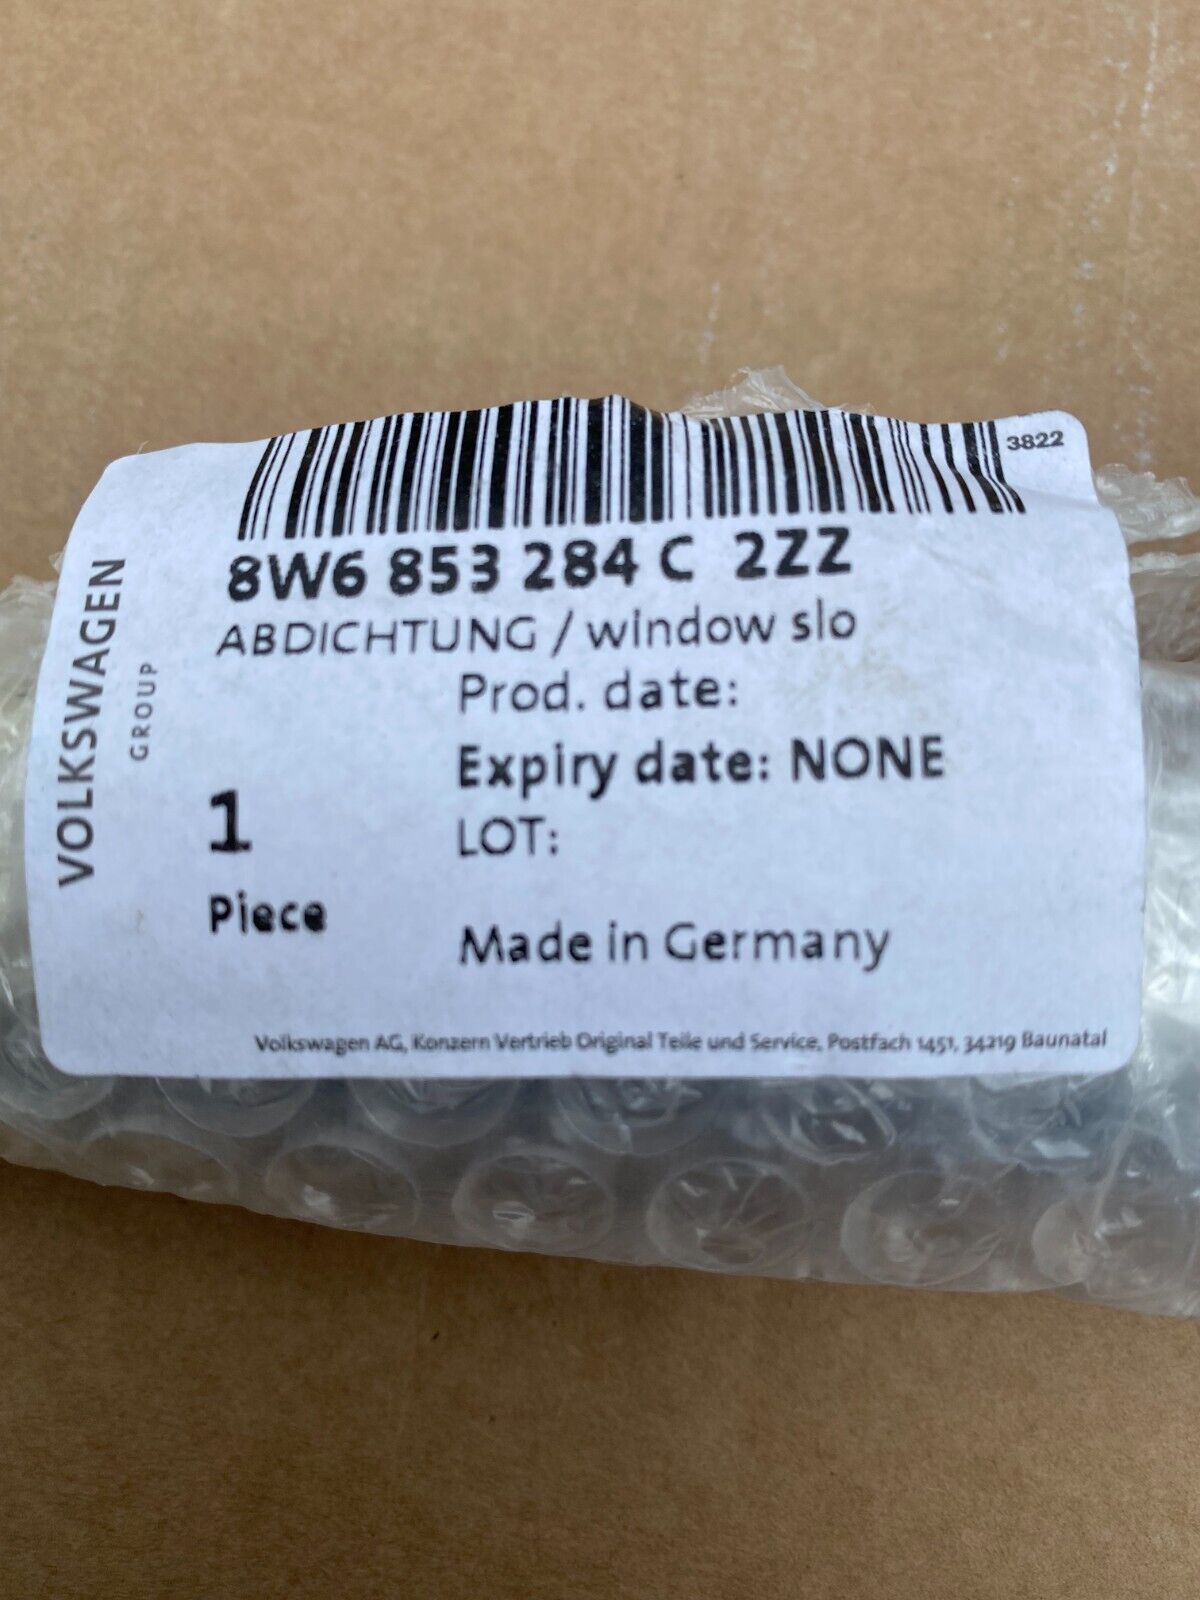 3822
8W6 853 284 C 2ZZ
ABDICHTUNG / window slo
VOLKSWAGEN
GROUP
Prod. date:
Expiry date: NONE
1
LOT:
Piece
Made in Germany
Volkswagen AG, Konzern Vertrieb Original Teile und Service, Postfach 1451, 34219 Baunatal